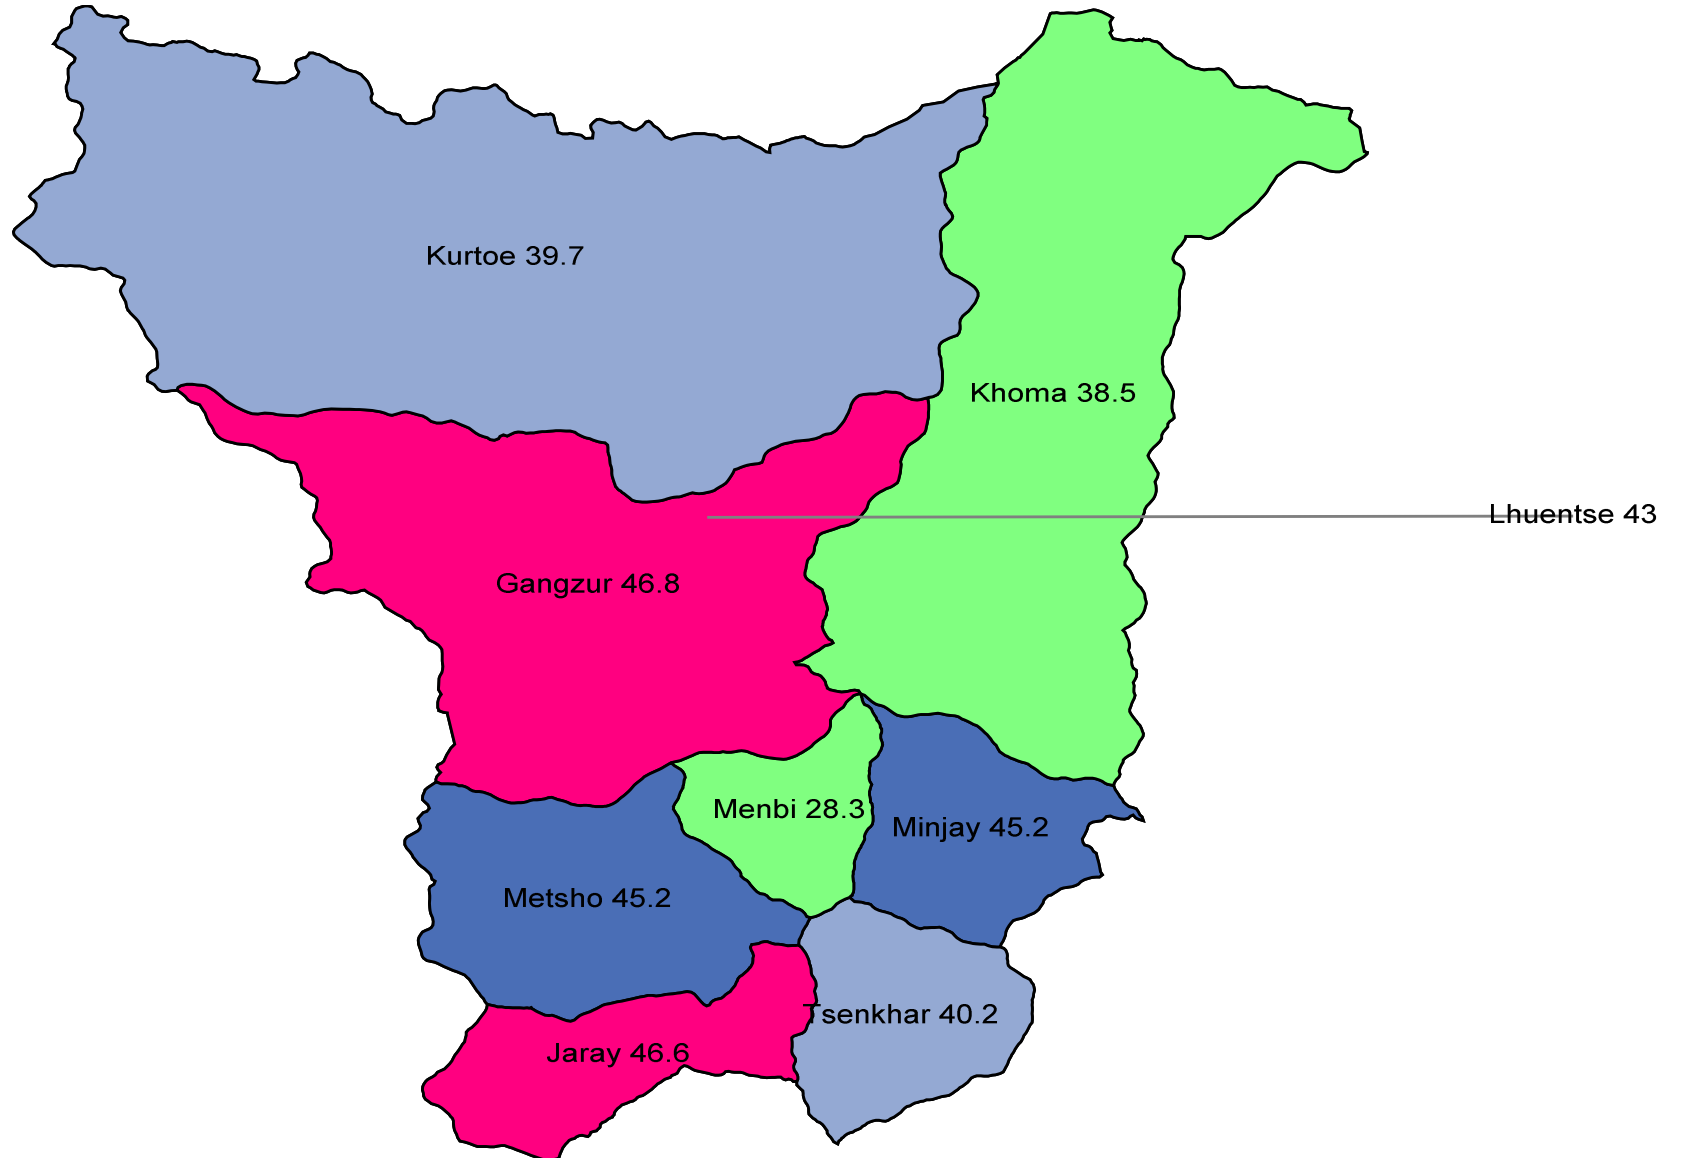 Kurtoe 39.7
Khoma 38.5
Lhuentse 43
Gangzur 46.8
Menbi 28.3
Minjay 45.2
Metsho 45.2
Tsenkhar 40.2
Jaray 46.6